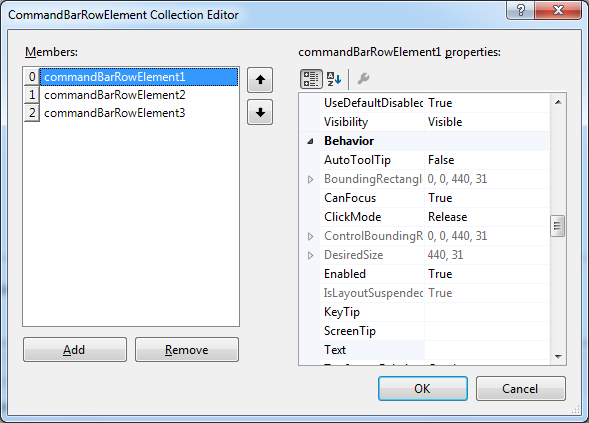 CommandBarRowElement Collection Editor
Members:
0 commandBarRowElement1
1 commandBarRowElement2
2 commandBarRowElement3
Add
Remove
commandBarRowElement1 properties:
UseDefaultDisabled True
Visibility Visible
Behavior
AutoToolTip False
BoundingRectangl 0, 0, 440, 31
CanFocus True
ClickMode Release
ControlBoundingR 0, 0, 440, 31
DesiredSize 440, 31
Enabled True
IsLayoutSuspended True
KeyTip
ScreenTip
Text
OK
Cancel